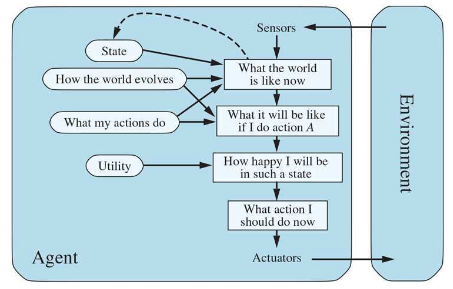 Sensors
State
What the world
is like now
How the world evolves
What it will be like
if I do action A
What my actions do
How happy I will be
in such a state
Utility
What action I
should do now
Agent
Actuators
Environment